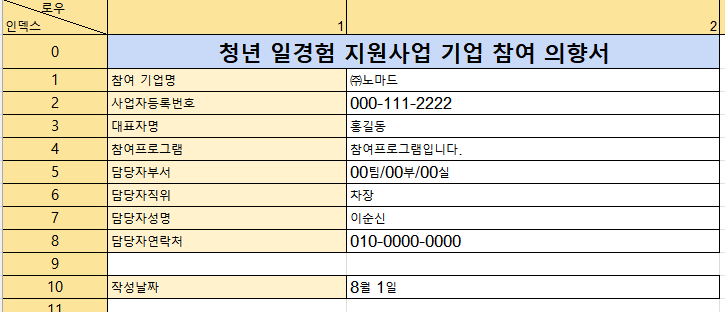 로우
인덱스 1 2
0 청년 일경험 지원사업 기업 참여 의향서
1 참여 기업명 ㈜노마드
2 사업자등록번호 000-111-2222
3 대표자명 홍길동
4 참여프로그램 참여프로그램입니다.
5 담당자부서 00팀/00부/00실
6 담당자직위 차장
7 담당자성명 이순신
8 담당자연락처 010-0000-0000
9
10 작성날짜 8월 1일
11